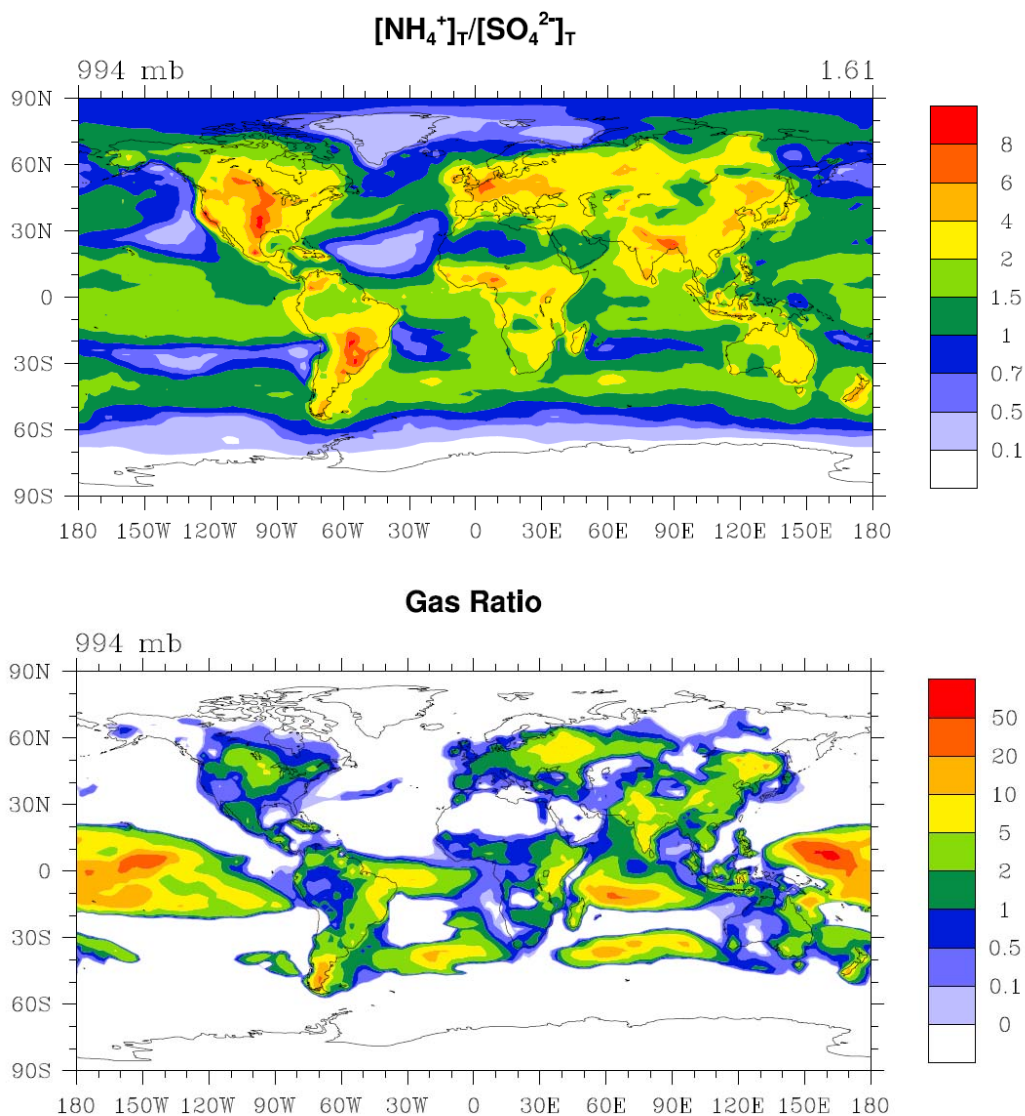 [NH₄⁺]_T/[SO₄²⁻]_T
994 mb 1.61
90N
60N
30N
0
30S
60S
90S
180 150W 120W 90W 60W 30W 0 30E 60E 90E 120E 150E 180
8
6
4
2
1.5
1
0.7
0.5
0.1
Gas Ratio
994 mb
90N
60N
30N
0
30S
60S
90S
180 150W 120W 90W 60W 30W 0 30E 60E 90E 120E 150E 180
50
20
10
5
2
1
0.5
0.1
0